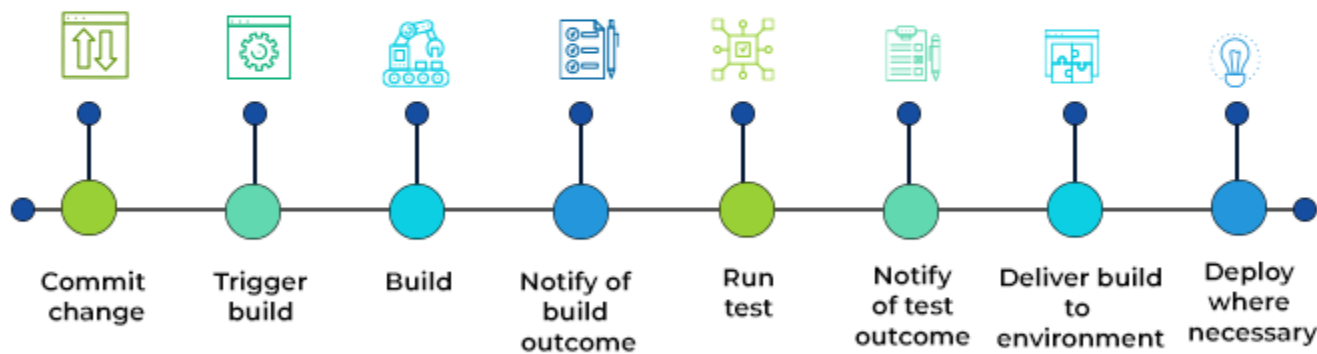 Commit
change
Trigger
build
Build
Notify of
build
outcome
Run
test
Notify
of test
outcome
Deliver build
to
environment
Deploy
where
necessary